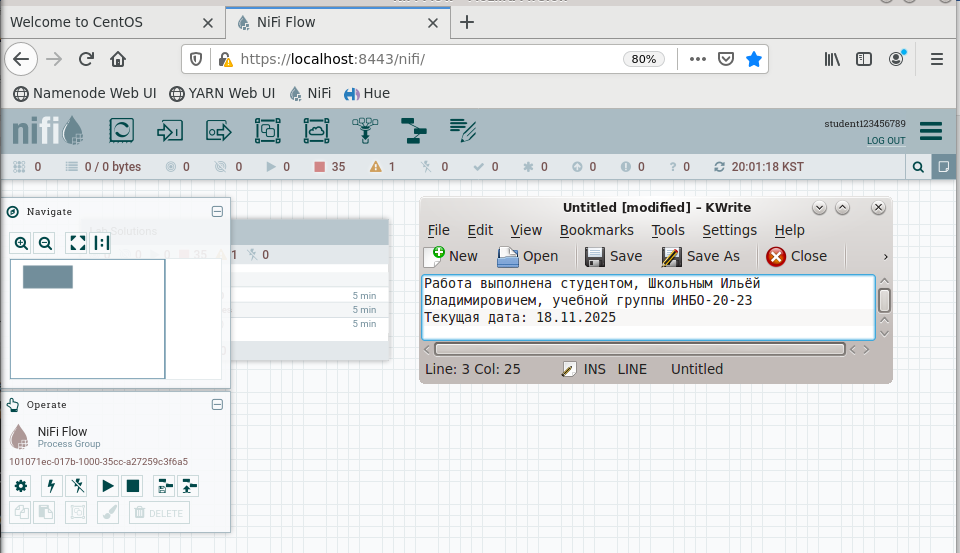 Welcome to CentOS
NiFi Flow
https://localhost:8443/nifi/
80%
Namenode Web UI
YARN Web UI
NiFi
Hue
nifi
student123456789
LOG OUT
0
0 / 0 bytes
0
0
0
35
1
0
0
0
0
0
0
20:01:18 KST
Navigate
Solutions
35
1
0
5 min
5 min
5 min
Operate
NiFi Flow
Process Group
101071ec-017b-1000-35cc-a27259c3f6a5
DELETE
Untitled [modified] – KWrite
File Edit View Bookmarks Tools Settings Help
New Open Save Save As Close
Работа выполнена студентом, Школьным Ильёй
Владимировичем, учебной группы ИНБО-20-23
Текущая дата: 18.11.2025
Line: 3 Col: 25 INS LINE Untitled